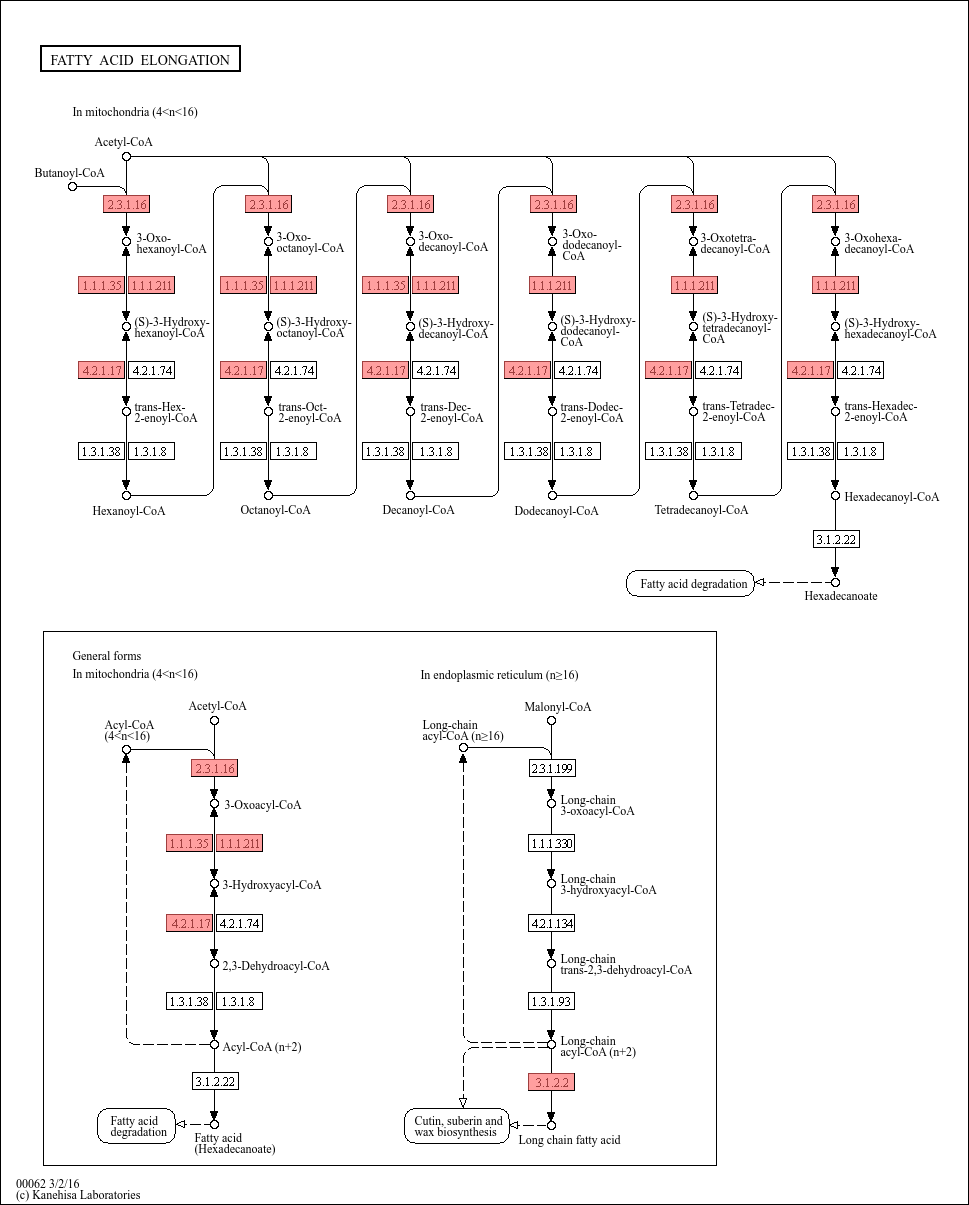 FATTY ACID ELONGATION
In mitochondria (4<n<16)
Acetyl-CoA
Butanoyl-CoA
2.3.1.16 2.3.1.16 2.3.1.16 2.3.1.16 2.3.1.16 2.3.1.16
3-Oxo-
hexanoyl-CoA
3-Oxo-
octanoyl-CoA
3-Oxo-
decanoyl-CoA
3-Oxo-
dodecanoyl-
CoA
3-Oxotetra-
decanoyl-CoA
3-Oxohexa-
decanoyl-CoA
1.1.1.35 1.1.1.211 1.1.1.35 1.1.1.211 1.1.1.35 1.1.1.211 1.1.1.211 1.1.1.211 1.1.1.211
(S)-3-Hydroxy-
hexanoyl-CoA
(S)-3-Hydroxy-
octanoyl-CoA
(S)-3-Hydroxy-
decanoyl-CoA
(S)-3-Hydroxy-
dodecanoyl-
CoA
(S)-3-Hydroxy-
tetradecanoyl-
CoA
(S)-3-Hydroxy-
hexadecanoyl-CoA
4.2.1.17 4.2.1.74 4.2.1.17 4.2.1.74 4.2.1.17 4.2.1.74 4.2.1.17 4.2.1.74 4.2.1.17 4.2.1.74 4.2.1.17 4.2.1.74
trans-Hex-
2-enoyl-CoA
trans-Oct-
2-enoyl-CoA
trans-Dec-
2-enoyl-CoA
trans-Dodec-
2-enoyl-CoA
trans-Tetradec-
2-enoyl-CoA
trans-Hexadec-
2-enoyl-CoA
1.3.1.38 1.3.1.8 1.3.1.38 1.3.1.8 1.3.1.38 1.3.1.8 1.3.1.38 1.3.1.8 1.3.1.38 1.3.1.8 1.3.1.38 1.3.1.8
Hexanoyl-CoA
Octanoyl-CoA
Decanoyl-CoA
Dodecanoyl-CoA
Tetradecanoyl-CoA
Hexadecanoyl-CoA
3.1.2.22
Fatty acid degradation
Hexadecanoate
General forms
In mitochondria (4<n<16)
Acetyl-CoA
Acyl-CoA
(4<n<16)
2.3.1.16
3-Oxoacyl-CoA
1.1.1.35 1.1.1.211
3-Hydroxyacyl-CoA
4.2.1.17 4.2.1.74
2,3-Dehydroacyl-CoA
1.3.1.38 1.3.1.8
Acyl-CoA (n+2)
3.1.2.22
Fatty acid
degradation
Fatty acid
(Hexadecanoate)
In endoplasmic reticulum (n≥16)
Malonyl-CoA
Long-chain
acyl-CoA (n≥16)
2.3.1.199
Long-chain
3-oxoacyl-CoA
1.1.1.330
Long-chain
3-hydroxyacyl-CoA
4.2.1.134
Long-chain
trans-2,3-dehydroacyl-CoA
1.3.1.93
Long-chain
acyl-CoA (n+2)
3.1.2.2
Cutin, suberin and
wax biosynthesis
Long chain fatty acid
00062 3/2/16
(c) Kanehisa Laboratories